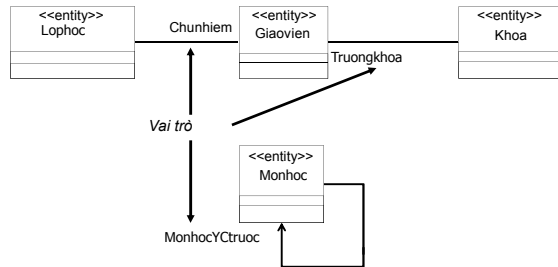 <<entity>>
Lophoc
Chunhiem
<<entity>>
Giaovien
Truongkhoa
<<entity>>
Khoa
Vai trò
<<entity>>
Monhoc
MonhocYCtruoc